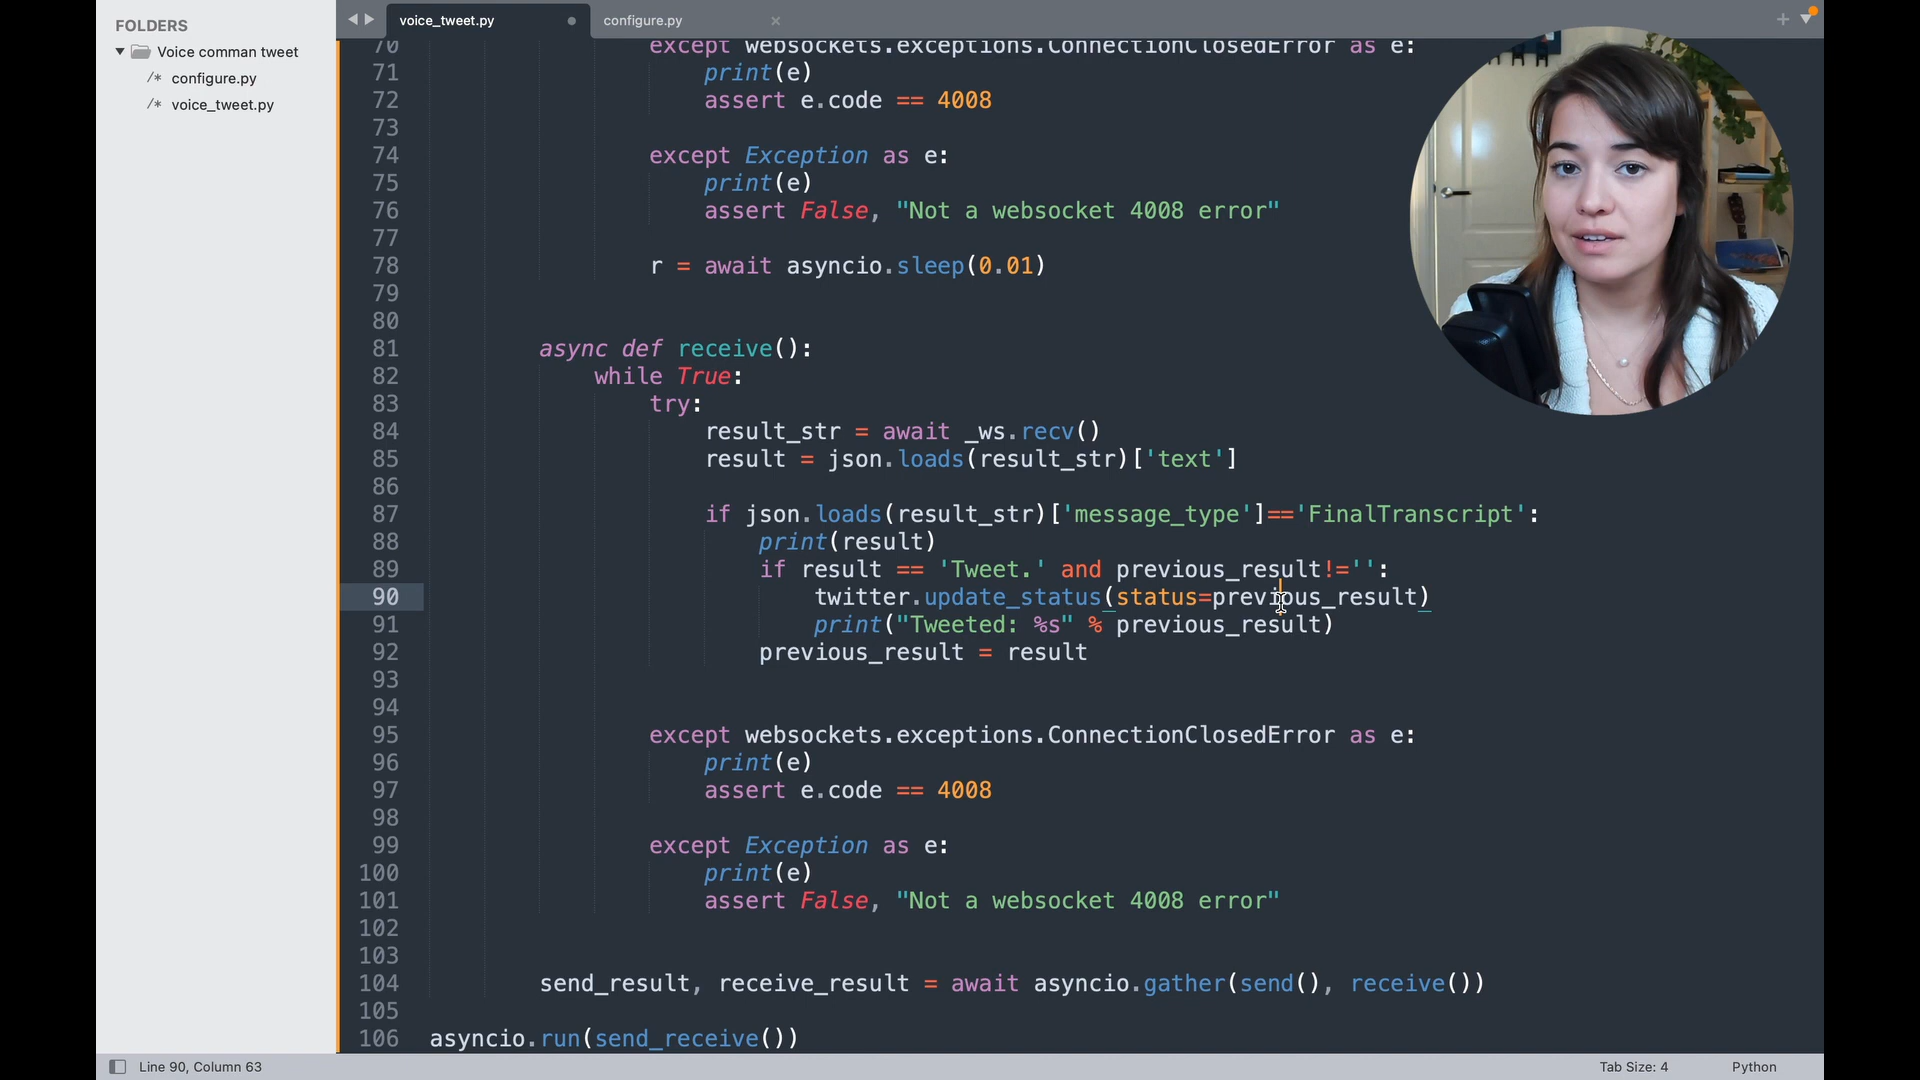 FOLDERS
Voice comman tweet
/* configure.py
/* voice_tweet.py
voice_tweet.py
configure.py
70 except websockets.exceptions.ConnectionClosedError as e:
71 print(e)
72 assert e.code == 4008
73
74 except Exception as e:
75 print(e)
76 assert False, "Not a websocket 4008 error"
77
78 r = await asyncio.sleep(0.01)
79
80
81 async def receive():
82 while True:
83 try:
84 result_str = await _ws.recv()
85 result = json.loads(result_str)['text']
86
87 if json.loads(result_str)['message_type']=='FinalTranscript':
88 print(result)
89 if result == 'Tweet.' and previous_result!='':
90 twitter.update_status(status=previous_result)
91 print("Tweeted: %s" % previous_result)
92 previous_result = result
93
94
95 except websockets.exceptions.ConnectionClosedError as e:
96 print(e)
97 assert e.code == 4008
98
99 except Exception as e:
100 print(e)
101 assert False, "Not a websocket 4008 error"
102
103
104 send_result, receive_result = await asyncio.gather(send(), receive())
105
106 asyncio.run(send_receive())
Line 90, Column 63
Tab Size: 4
Python